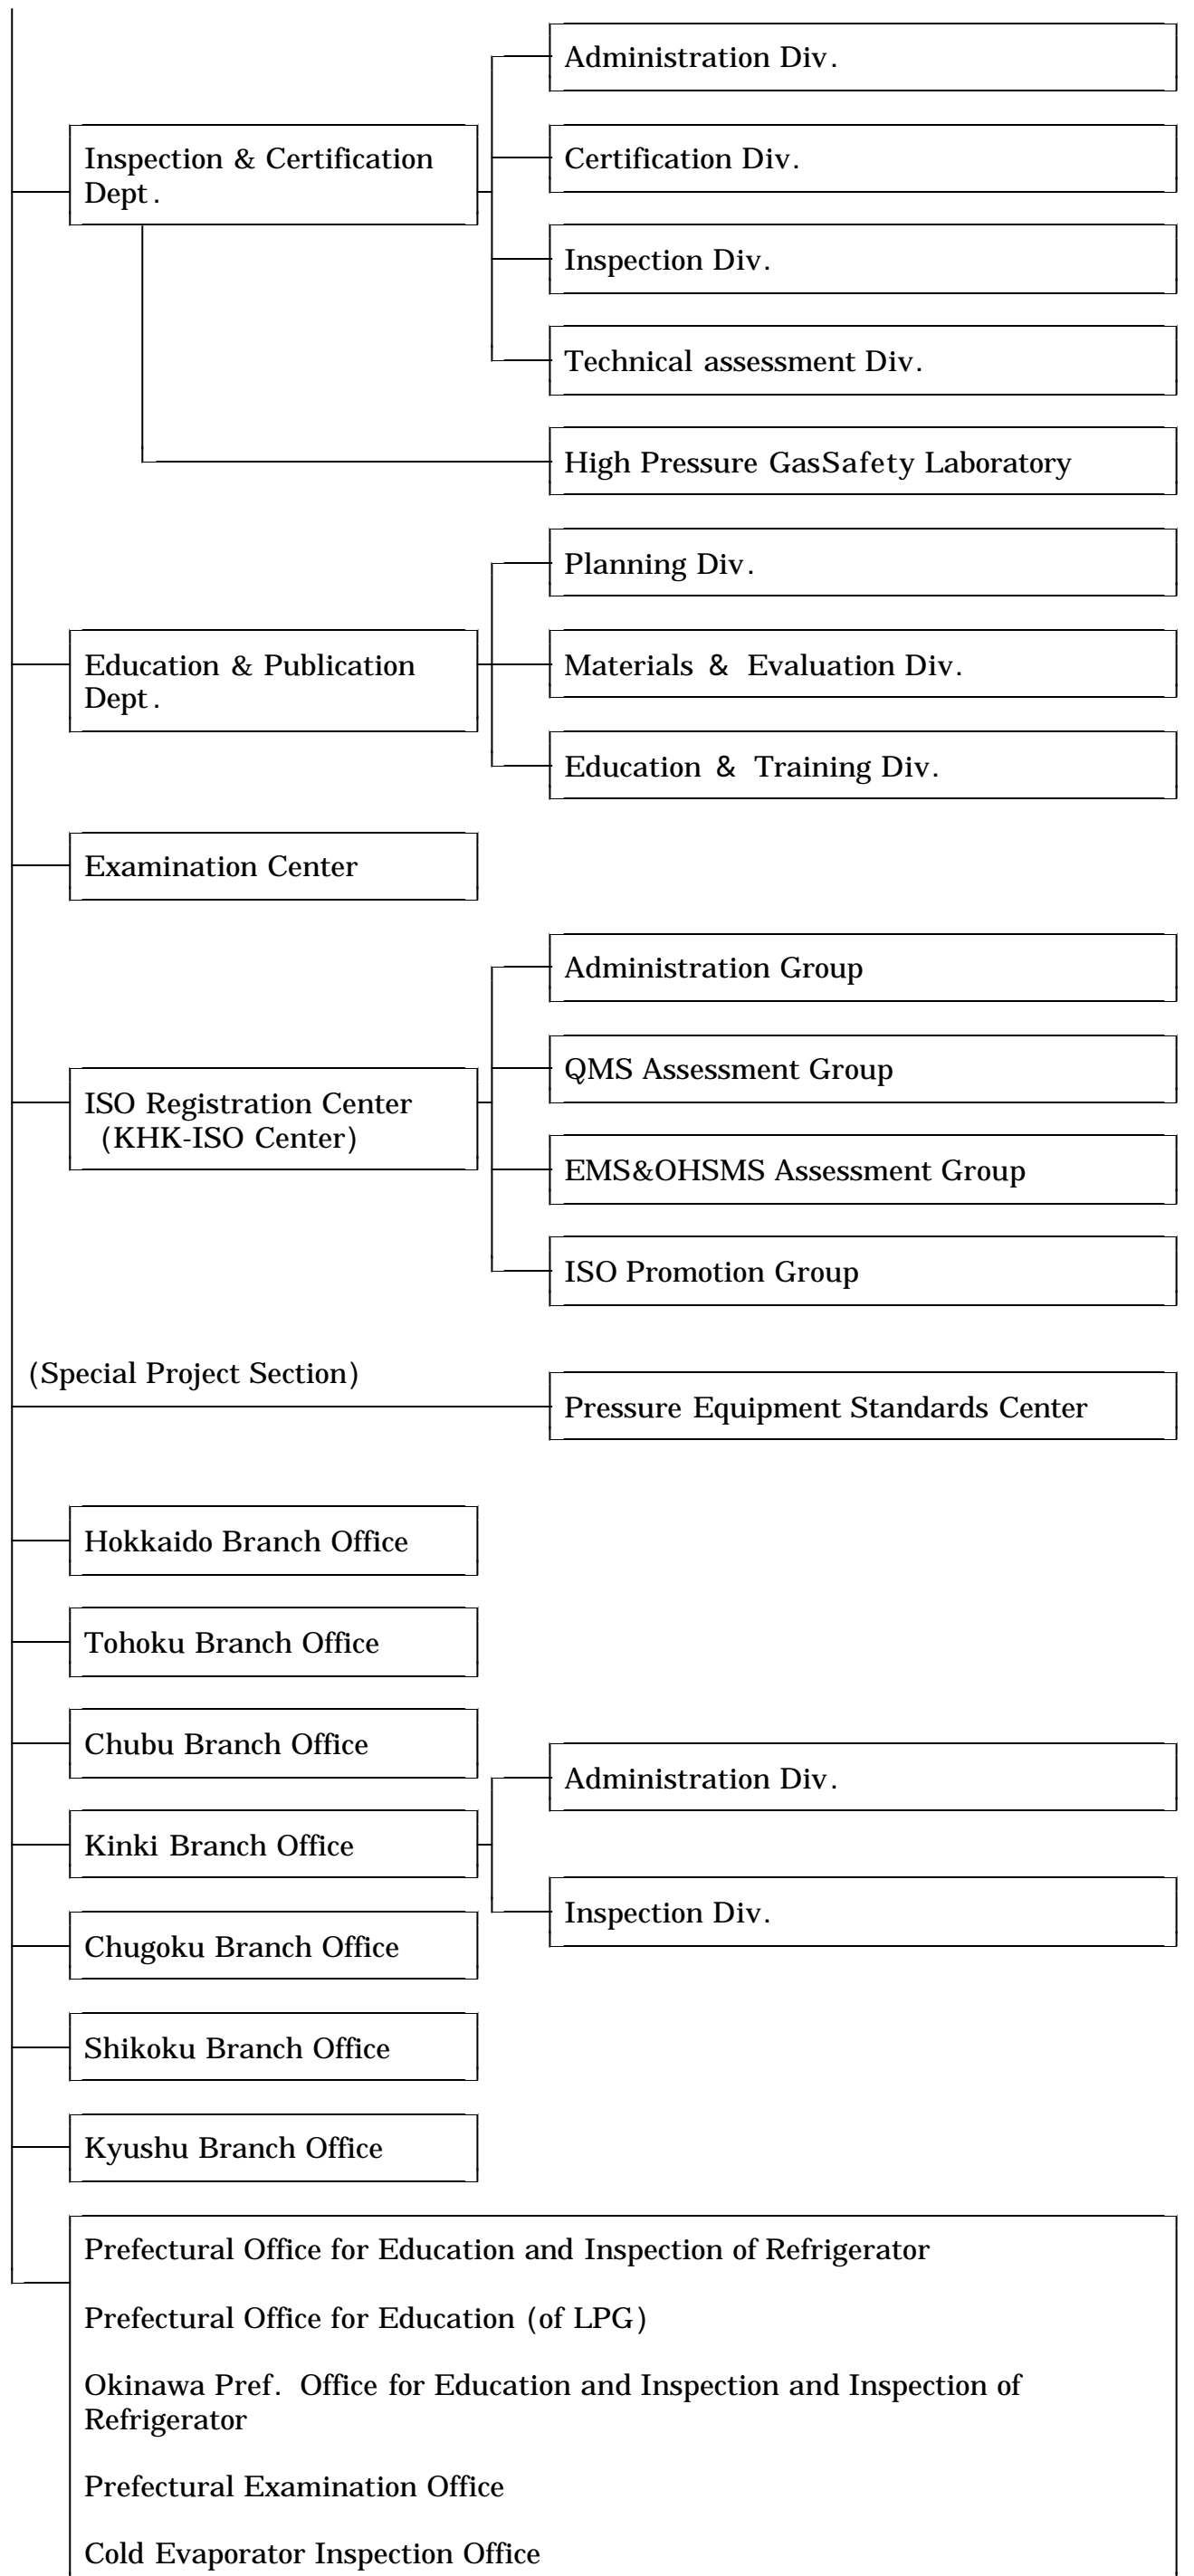 Administration Div.
Inspection & Certification
Dept.
Certification Div.
Inspection Div.
Technical assessment Div.
High Pressure GasSafety Laboratory
Planning Div.
Education & Publication
Dept.
Materials & Evaluation Div.
Education & Training Div.
Examination Center
Administration Group
QMS Assessment Group
ISO Registration Center
(KHK-ISO Center)
EMS&OHSMS Assessment Group
ISO Promotion Group
(Special Project Section)
Pressure Equipment Standards Center
Hokkaido Branch Office
Tohoku Branch Office
Chubu Branch Office
Administration Div.
Kinki Branch Office
Inspection Div.
Chugoku Branch Office
Shikoku Branch Office
Kyushu Branch Office
Prefectural Office for Education and Inspection of Refrigerator
Prefectural Office for Education (of LPG)
Okinawa Pref. Office for Education and Inspection and Inspection of
Refrigerator
Prefectural Examination Office
Cold Evaporator Inspection Office